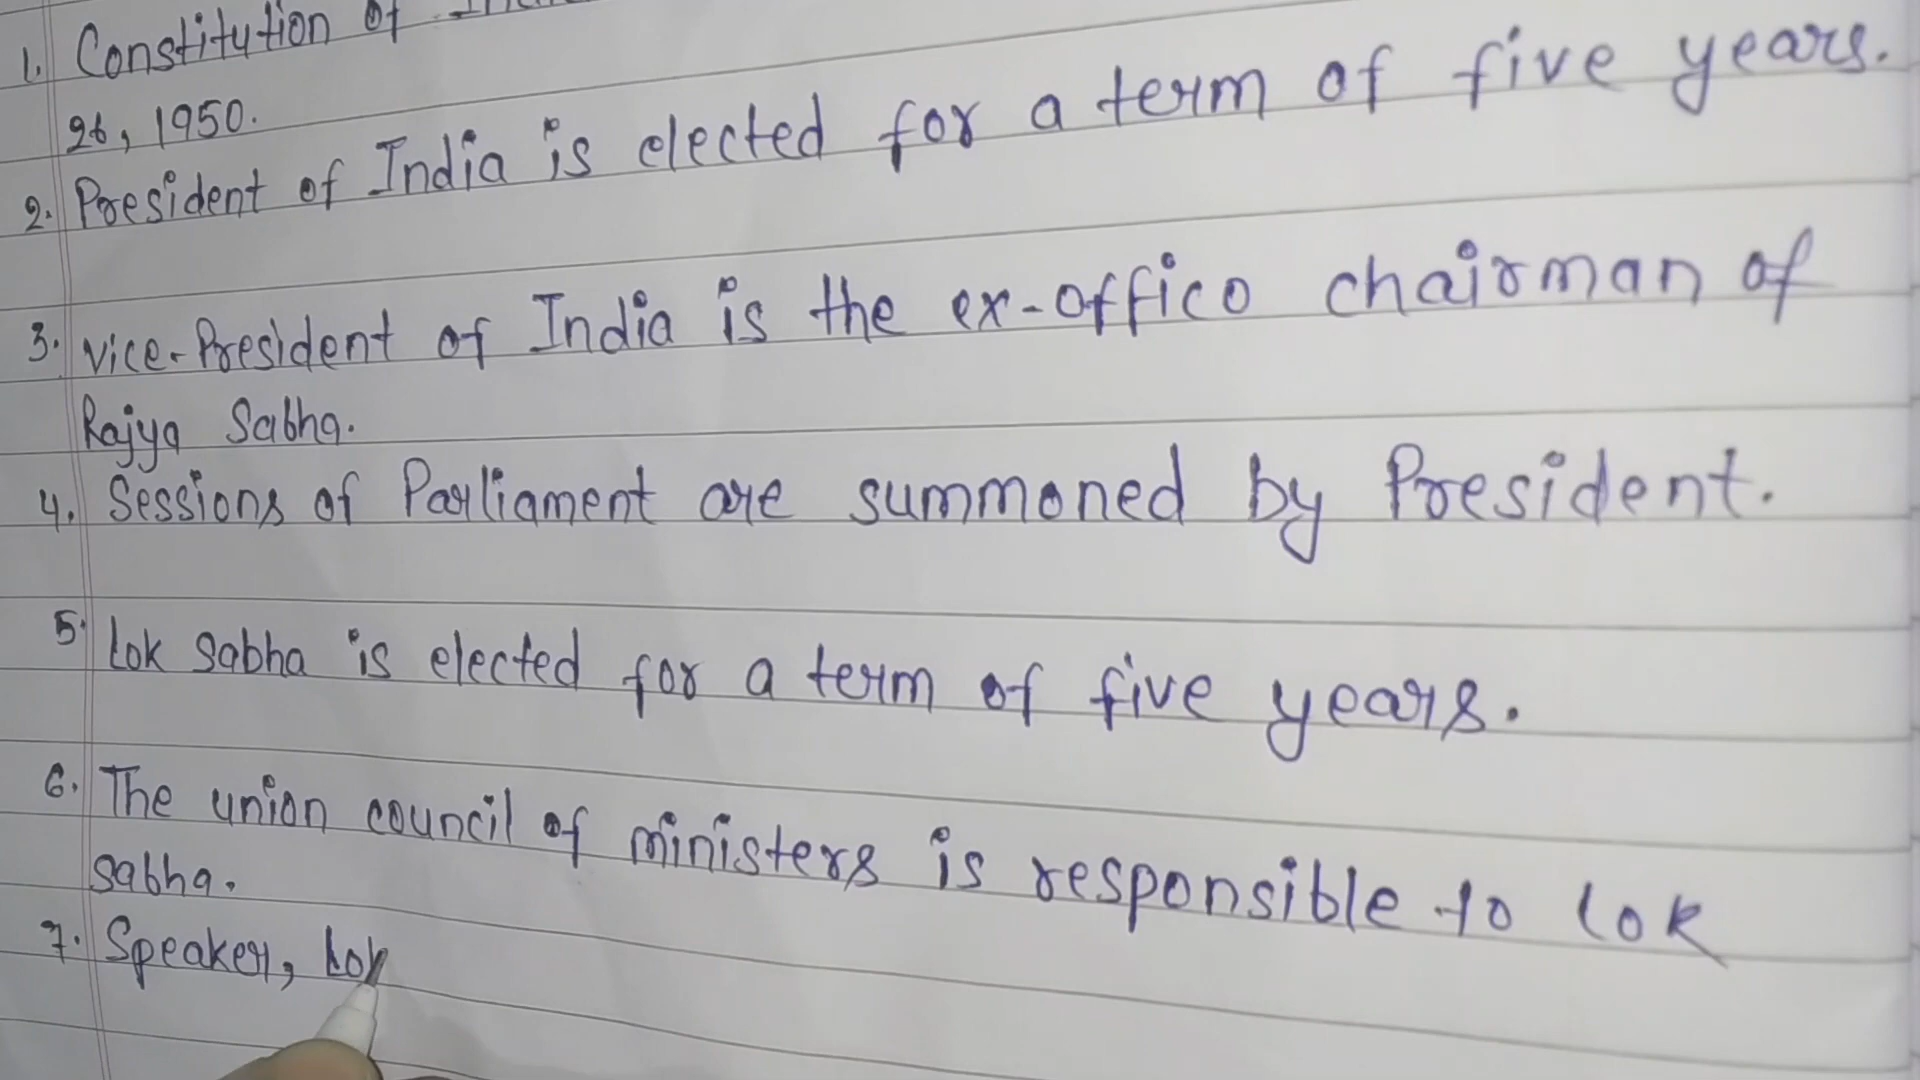 1. Constitution of
26, 1950.
2. President of India is elected for a term of five years.
3. Vice-President of India is the ex-offico chairman of
Rajya Sabha.
4. Sessions of Parliament are summoned by President.
5. Lok Sabha is elected for a term of five years.
6. The union council of ministers is responsible to Lok
Sabha.
7. Speaker, Lok